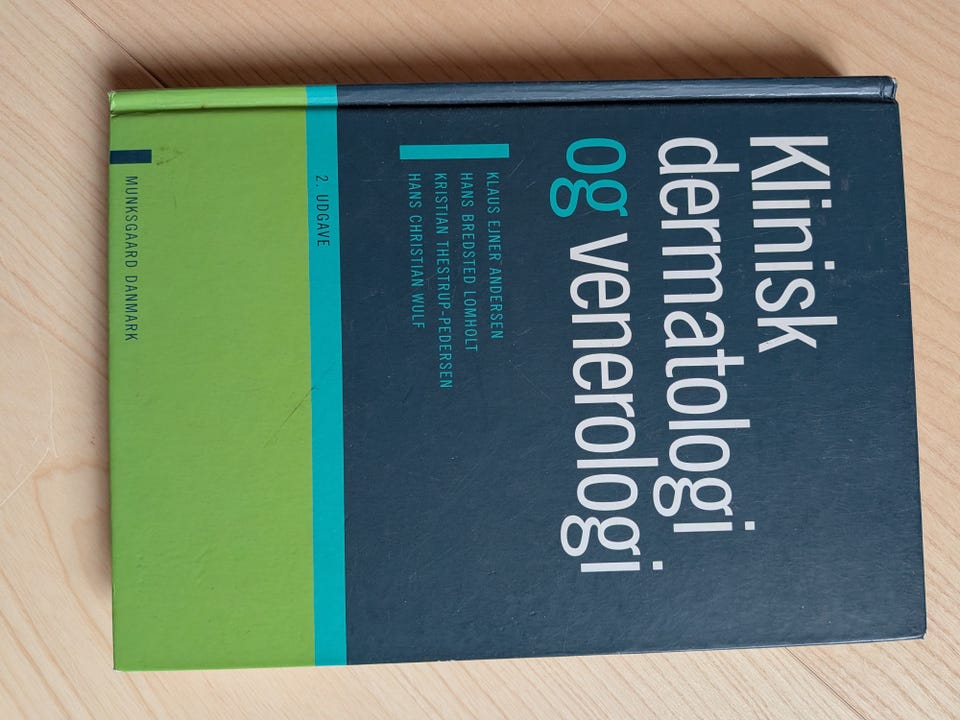 Klinisk
dermatologi
og venerologi
KLAUS EJNER ANDERSEN
HANS BREDSTED LOMHOLT
KRISTIAN THESTRUP-PEDERSEN
HANS CHRISTIAN WULF
2. UDGAVE
MUNKSGAARD DANMARK